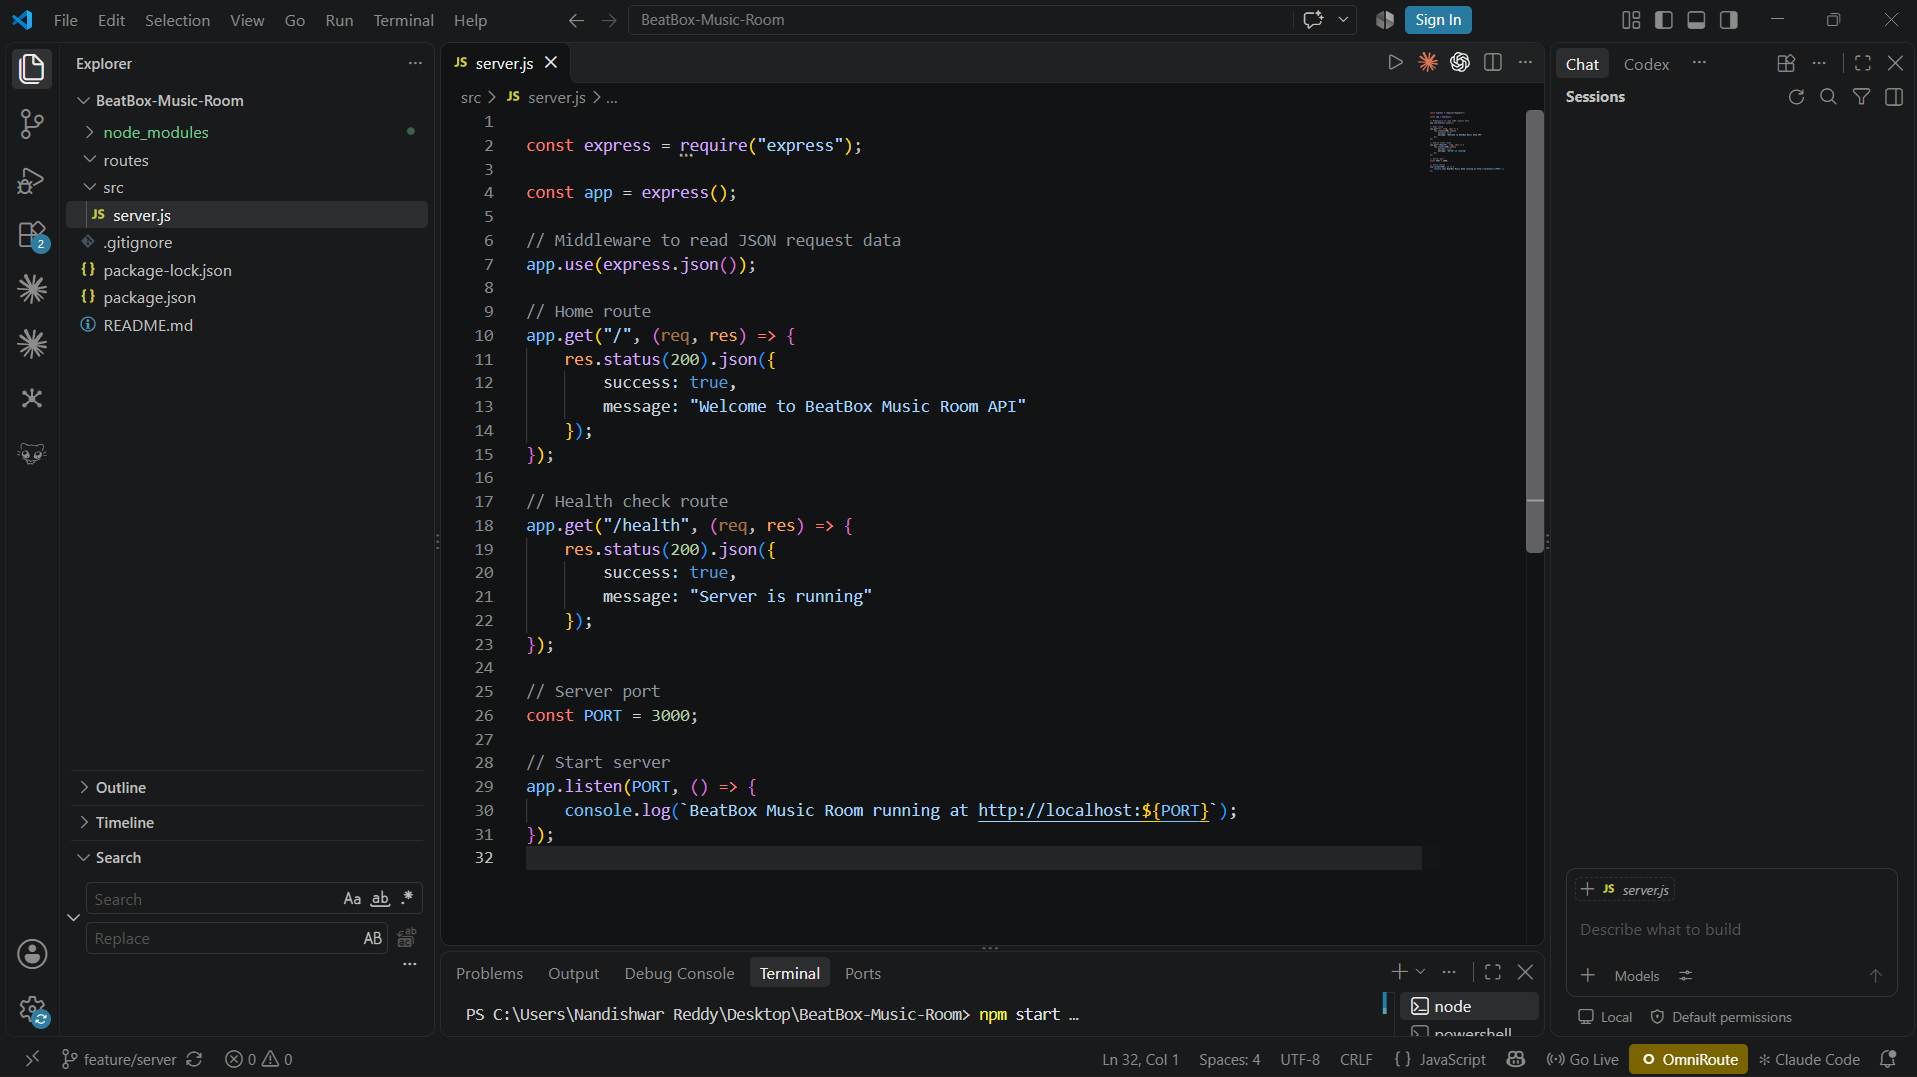 File Edit Selection View Go Run Terminal Help
BeatBox-Music-Room
Sign In
Explorer
BeatBox-Music-Room
node_modules
routes
src
JS server.js
.gitignore
{} package-lock.json
{} package.json
README.md
Outline
Timeline
Search
Search
Aa ab .*
Replace
AB
JS server.js
src > JS server.js > ...
1
2 const express = require("express");
3
4 const app = express();
5
6 // Middleware to read JSON request data
7 app.use(express.json());
8
9 // Home route
10 app.get("/", (req, res) => {
11     res.status(200).json({
12         success: true,
13         message: "Welcome to BeatBox Music Room API"
14     });
15 });
16
17 // Health check route
18 app.get("/health", (req, res) => {
19     res.status(200).json({
20         success: true,
21         message: "Server is running"
22     });
23 });
24
25 // Server port
26 const PORT = 3000;
27
28 // Start server
29 app.listen(PORT, () => {
30     console.log(`BeatBox Music Room running at http://localhost:${PORT}`);
31 });
32
Problems Output Debug Console Terminal Ports
PS C:\Users\Nandishwar Reddy\Desktop\BeatBox-Music-Room> npm start ...
node
powershell
Chat Codex
Sessions
JS server.js
Describe what to build
Models
Local Default permissions
2
feature/server 0 0
Ln 32, Col 1 Spaces: 4 UTF-8 CRLF {} JavaScript Go Live OmniRoute Claude Code